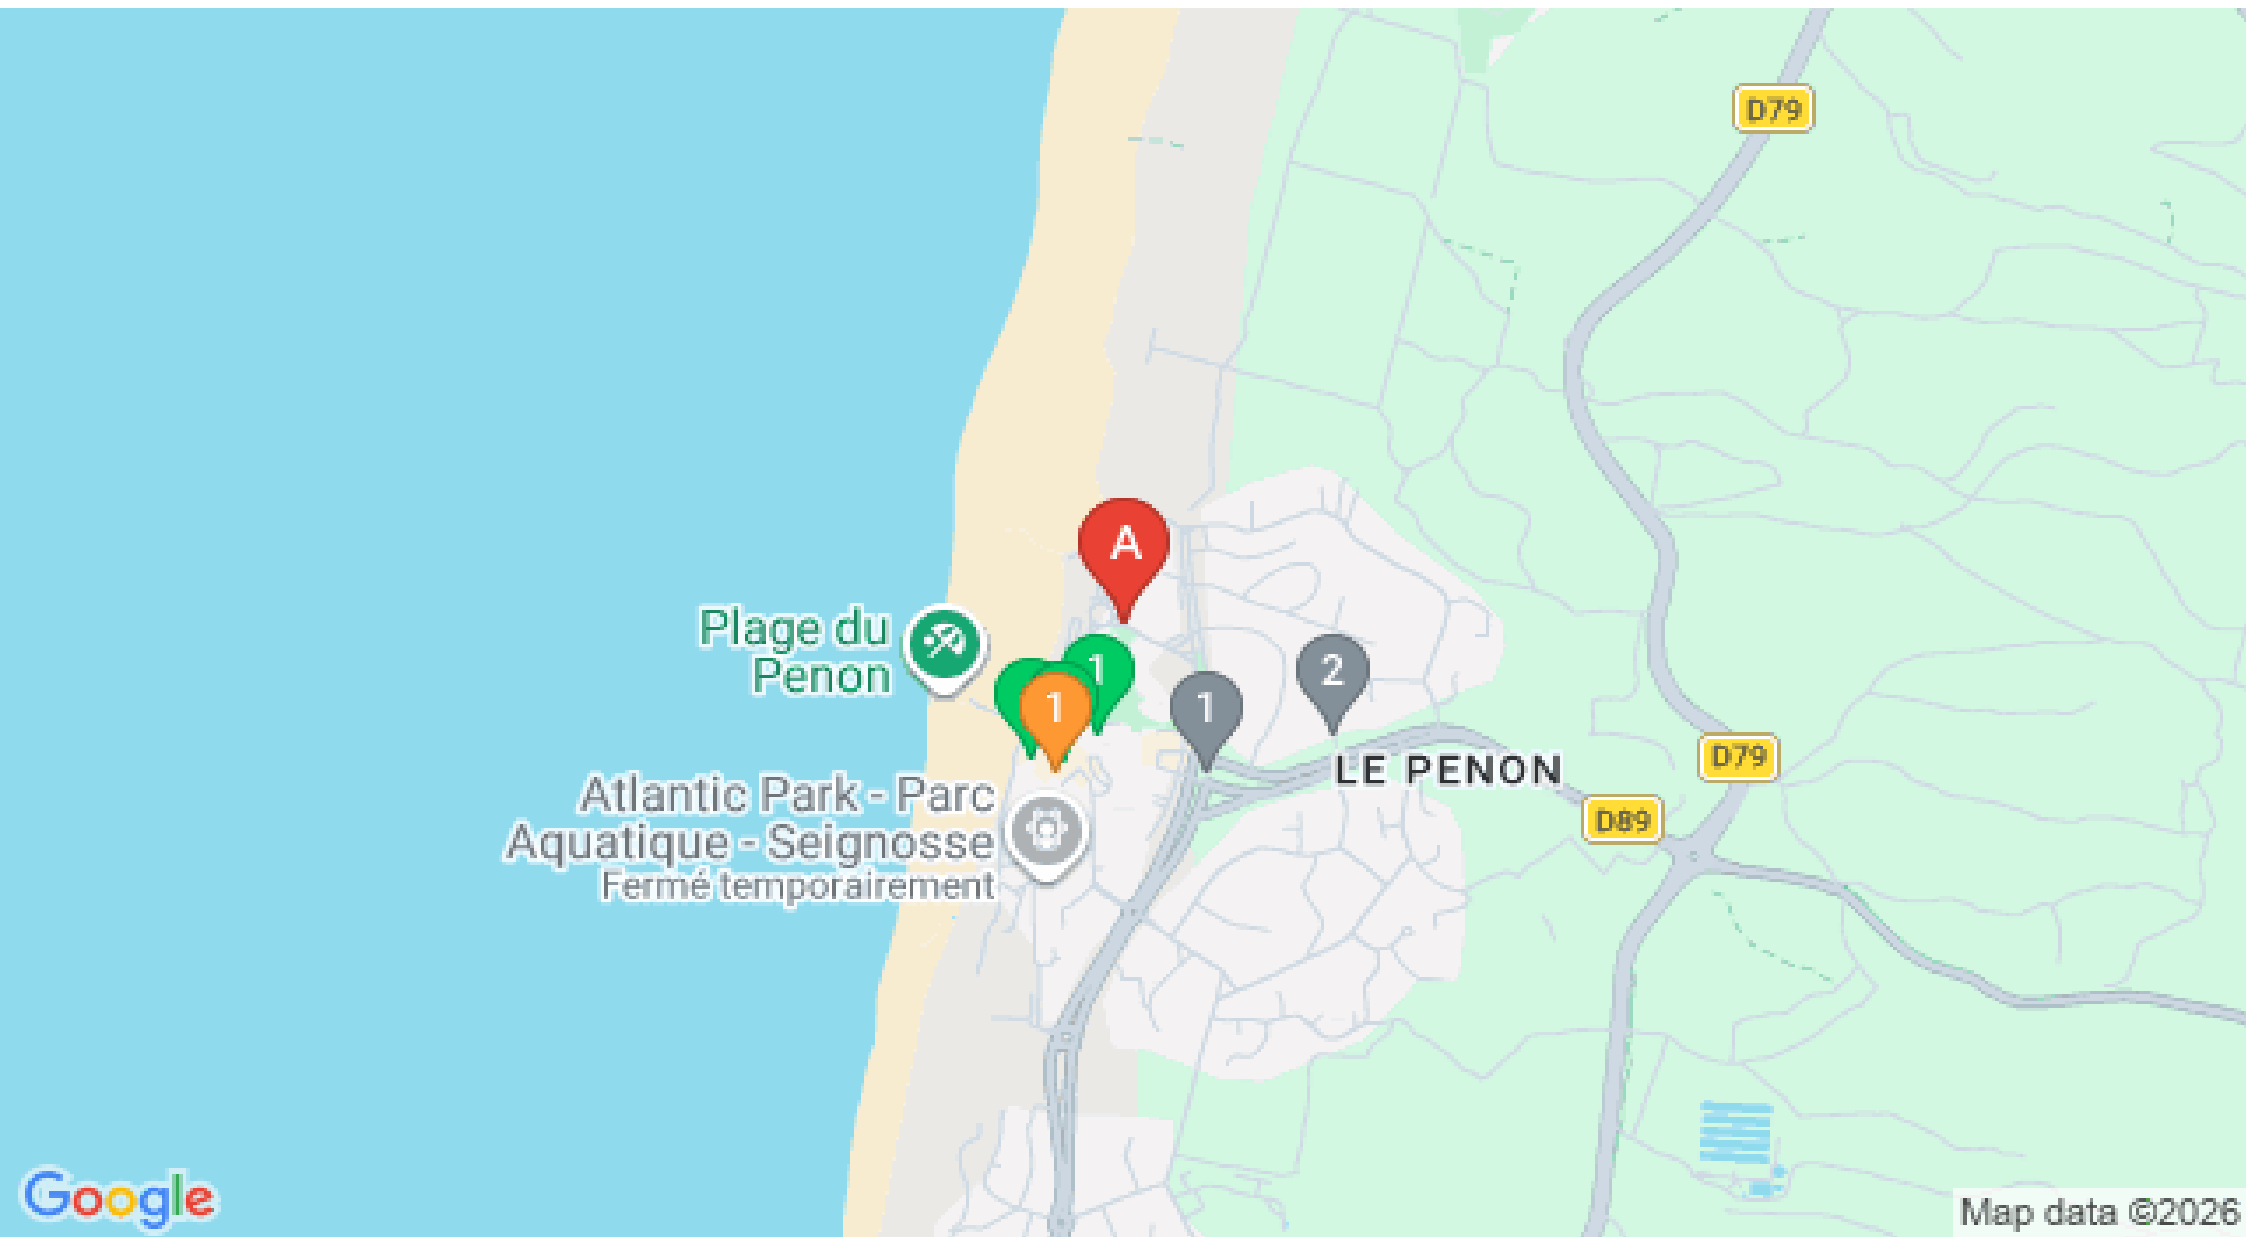 D79
A
Plage du
Penon
1
1
1
2
LE PENON
D79
D89
Atlantic Park - Parc
Aquatique - Seignosse
Fermé temporairement
Google
Map data ©2026